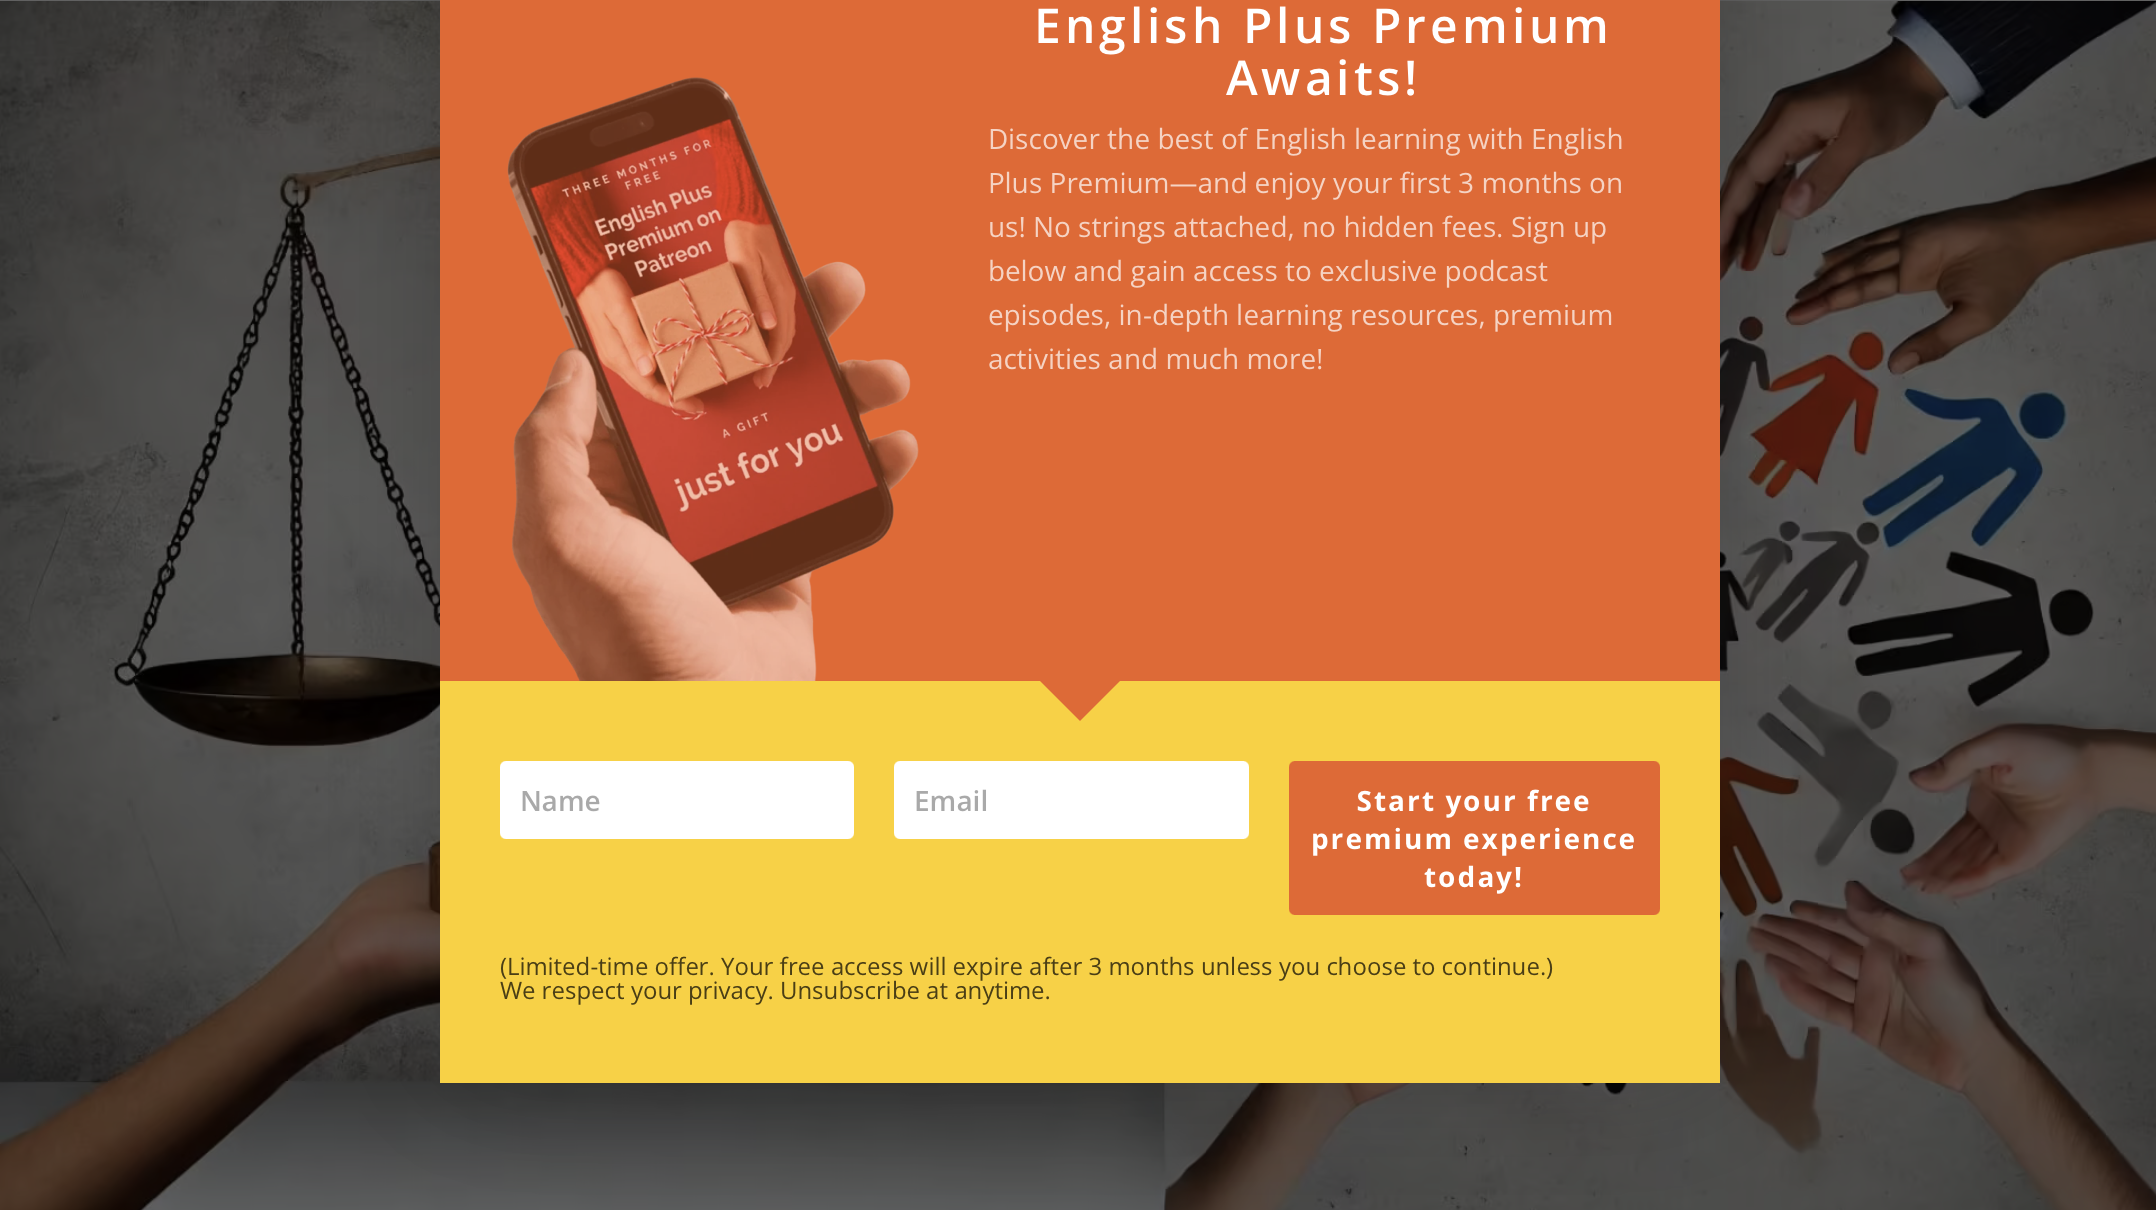 English Plus Premium
Awaits!
Discover the best of English learning with English
Plus Premium—and enjoy your first 3 months on
us! No strings attached, no hidden fees. Sign up
below and gain access to exclusive podcast
episodes, in-depth learning resources, premium
activities and much more!
THREE MONTHS FOR
FREE
English Plus
Premium on
Patreon
A GIFT
just for you
Name
Email
Start your free
premium experience
today!
(Limited-time offer. Your free access will expire after 3 months unless you choose to continue.)
We respect your privacy. Unsubscribe at anytime.